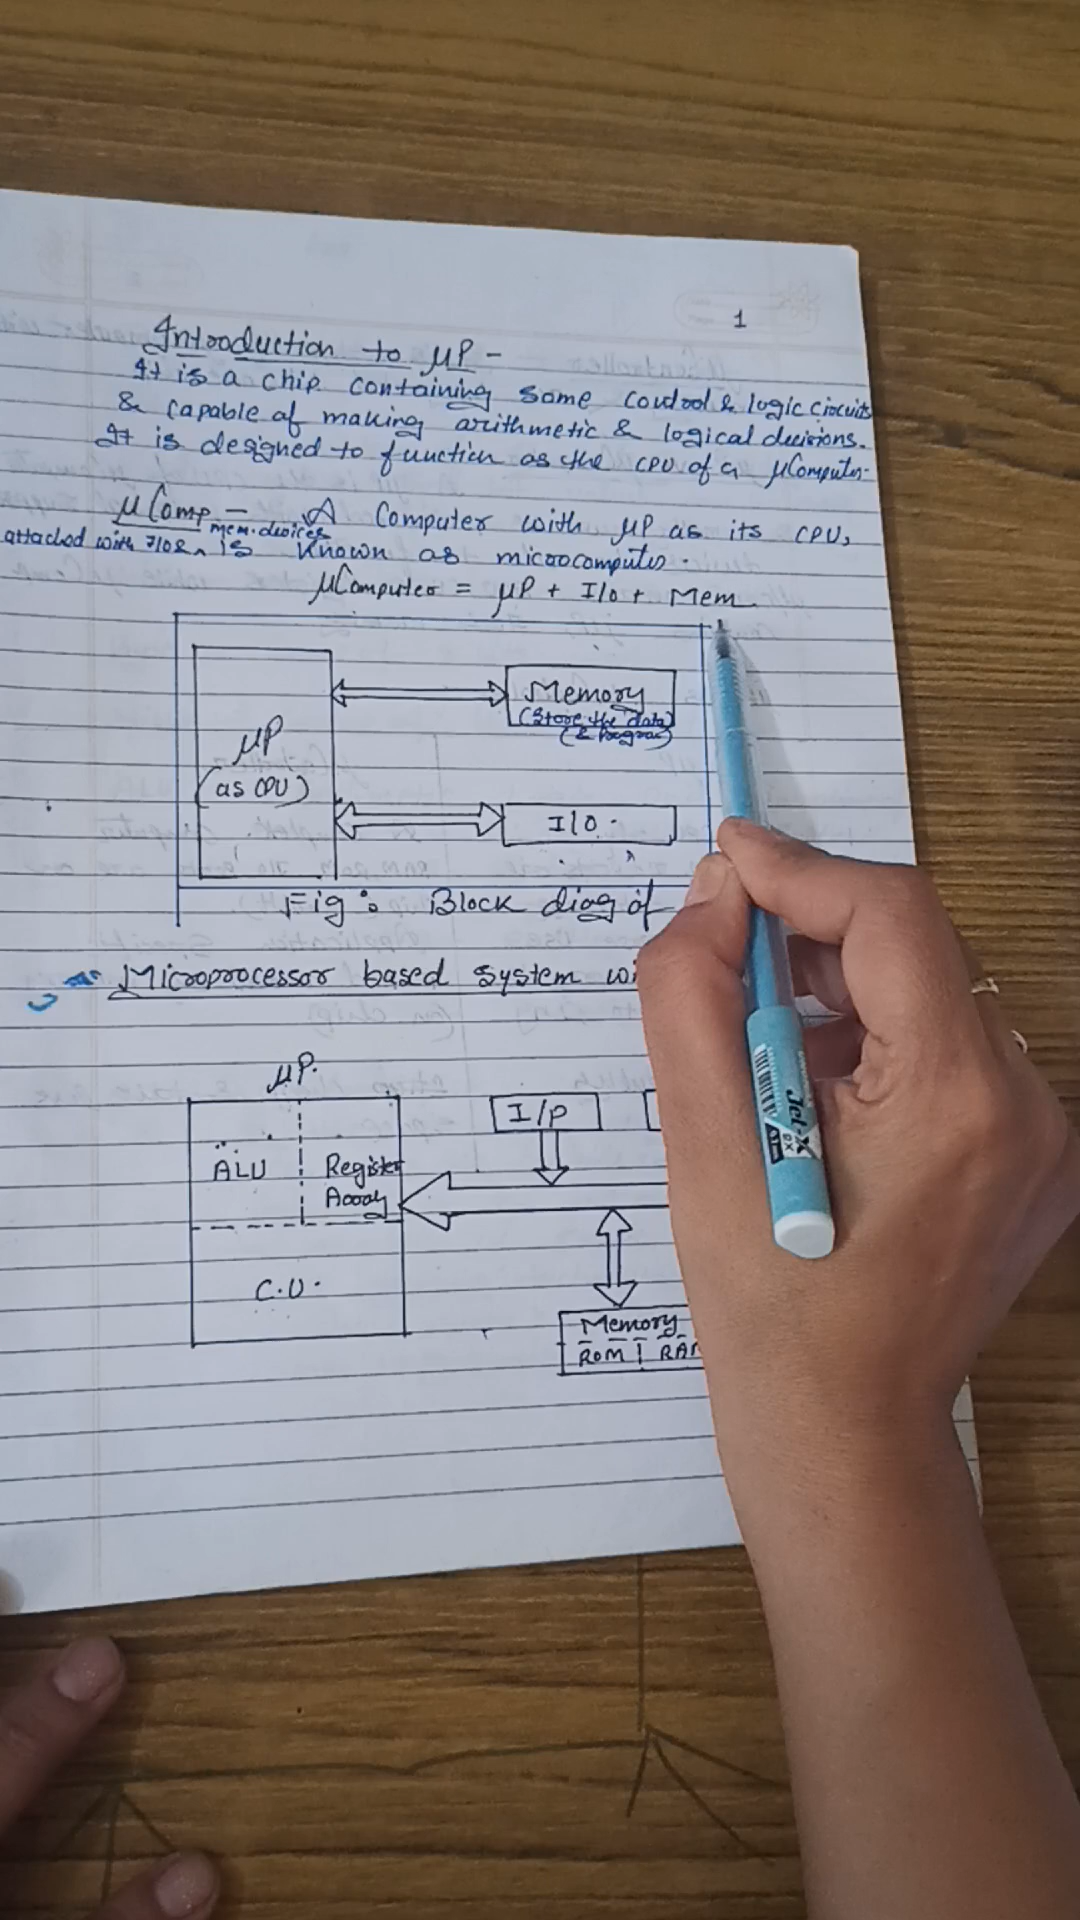 1
Introduction to μP -
It is a chip containing some control & logic circuits
& capable of making arithmetic & logical decisions.
It is designed to function as the CPU of a μComputer.
μComp - A Computer with μP as its CPU,
mem. devices
attached with I/O & is known as microcomputer.
μComputer = μP + I/O + Mem
μP
(as CPU)
Memory
(Store the data)
(& Program)
I/O
Fig: Block diag of
Microprocessor based system wi
μP.
ALU
Register
Array
C.U.
I/P
Memory
ROM | RA
Jet-X